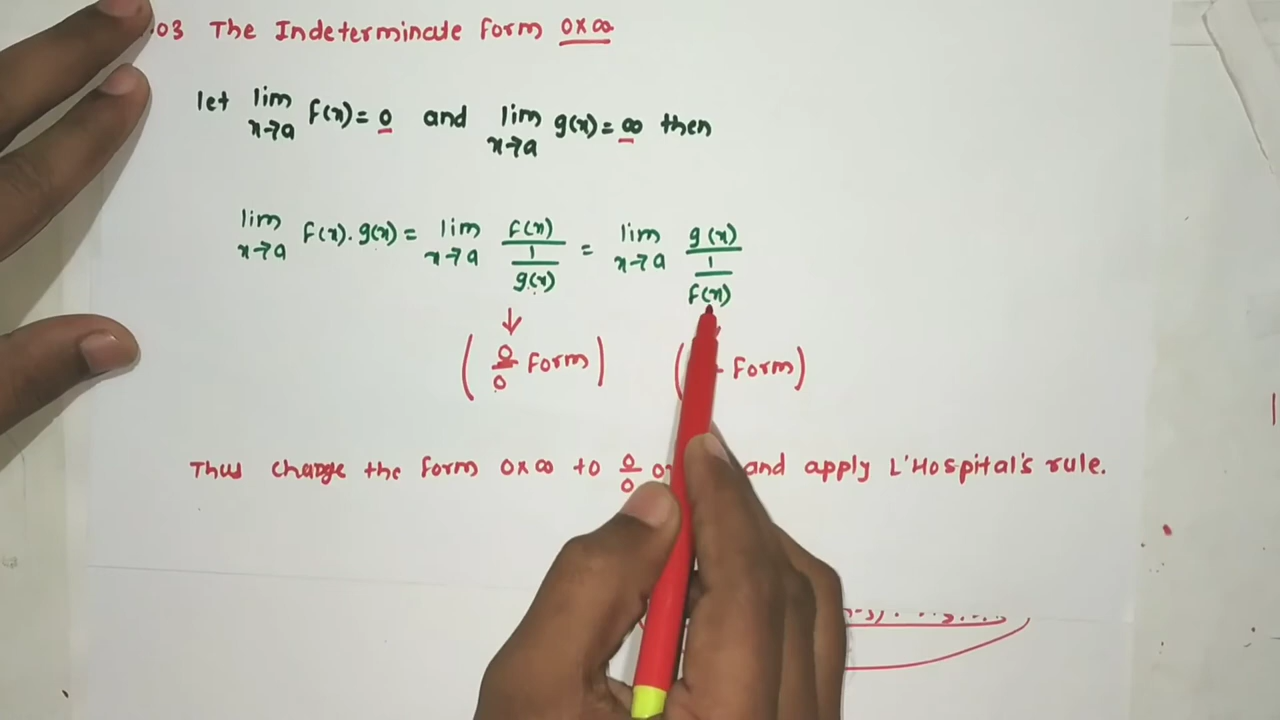 .03 The Indeterminate Form 0×∞
let lim x→a f(x)=0 and lim x→a g(x)=∞ then
lim x→a f(x).g(x)= lim x→a f(x)/(1/g(x)) = lim x→a g(x)/(1/f(x))
↓
(0/0 Form) ( Form)
Thus change the form 0×∞ to 0/0 and apply L'Hospital's rule.